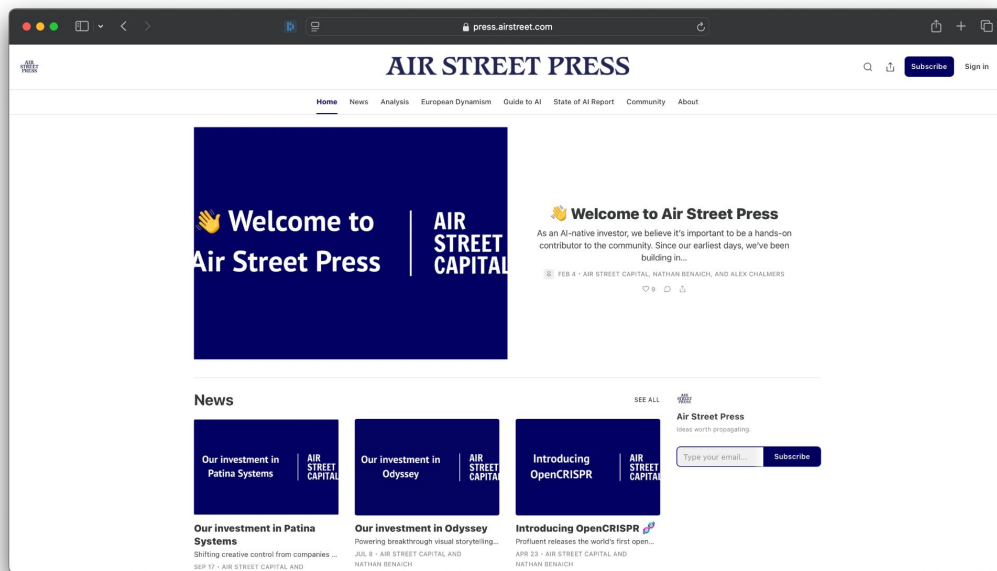 press.airstreet.com
AIR
STREET
PRESS
AIR STREET PRESS
Subscribe
Sign in
Home News Analysis European Dynamism Guide to AI State of AI Report Community About
👋 Welcome to
Air Street Press
AIR
STREET
CAPITAL
👋 Welcome to Air Street Press
As an AI-native investor, we believe it's important to be a hands-on
contributor to the community. Since our earliest days, we've been
building in...
FEB 4 • AIR STREET CAPITAL, NATHAN BENAICH, AND ALEX CHALMERS
9
News
SEE ALL
Our investment in
Patina Systems
AIR
STREET
CAPITAL
Our investment in Patina
Systems
Shifting creative control from companies ...
SEP 17 • AIR STREET CAPITAL AND
Our investment in
Odyssey
AIR
STREET
CAPITAL
Our investment in Odyssey
Powering breakthrough visual storytelling...
JUL 8 • AIR STREET CAPITAL AND
NATHAN BENAICH
Introducing
OpenCRISPR
AIR
STREET
CAPITAL
Introducing OpenCRISPR 🧬
Profluent releases the world's first open...
APR 23 • AIR STREET CAPITAL AND
NATHAN BENAICH
AIR
STREET
PRESS
Air Street Press
Ideas worth propagating.
Type your email...
Subscribe